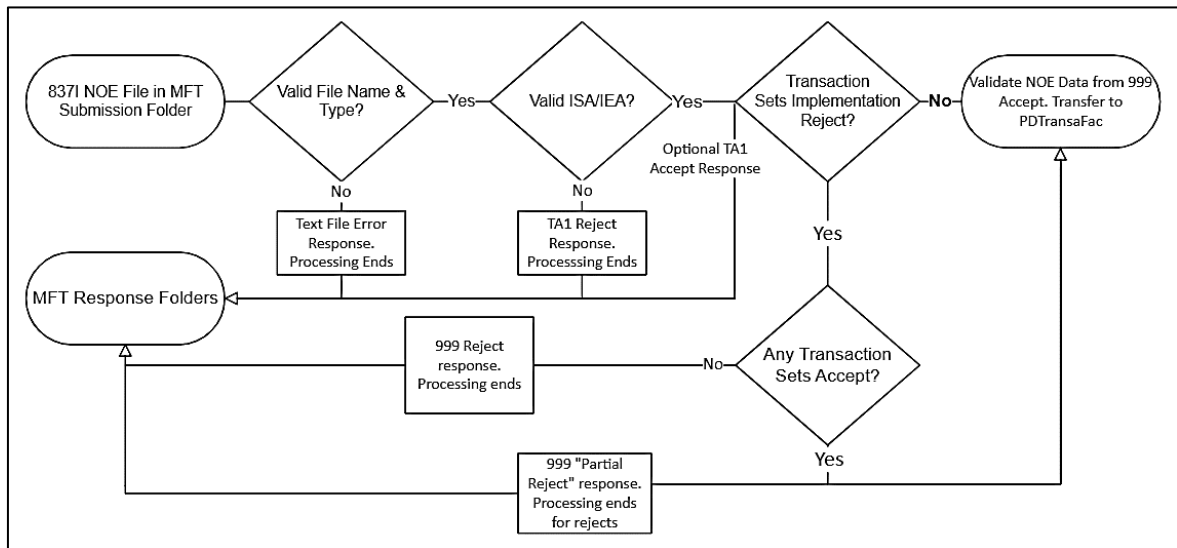 837I NOE File in MFT
Submission Folder
Valid File Name &
Type?
Yes
Valid ISA/IEA?
Yes
Transaction
Sets Implementation
Reject?
No
Validate NOE Data from 999
Accept. Transfer to
PDTransaFac
Optional TA1
Accept Response
No
No
Text File Error
Response.
Processing Ends
TA1 Reject
Response.
Processsing Ends
Yes
MFT Response Folders
999 Reject
response.
Processing ends
No
Any Transaction
Sets Accept?
Yes
999 "Partial
Reject" response.
Processing ends
for rejects